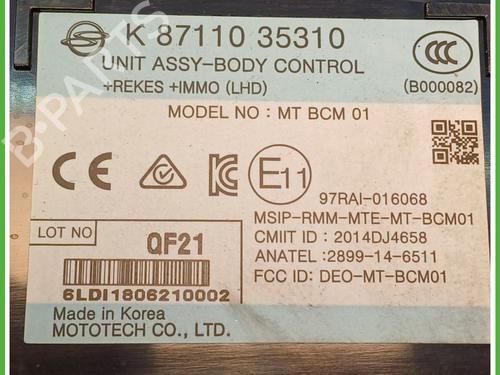 K 87110 35310
UNIT ASSY-BODY CONTROL
+REKES +IMMO (LHD)
CCC
(B000082)
MODEL NO : MT BCM 01
CE
KC
E11
97RAI-016068
MSIP-RMM-MTE-MT-BCM01
CMIIT ID : 2014DJ4658
ANATEL : 2899-14-6511
FCC ID : DEO-MT-BCM01
LOT NO
QF21
6LDI1806210002
Made in Korea
MOTOTECH CO., LTD.
B-Parts